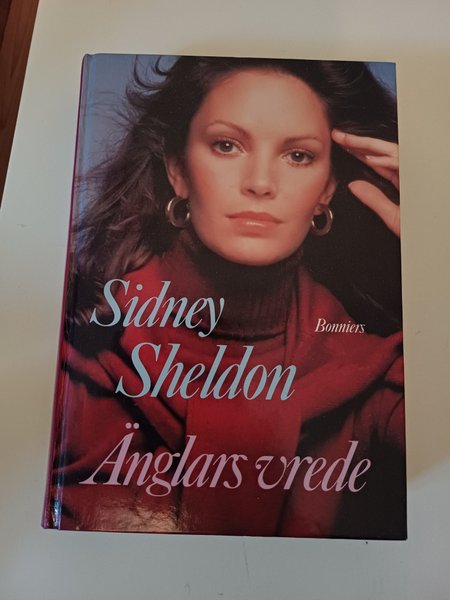 Sidney
Sheldon
Bonniers
Änglars vrede